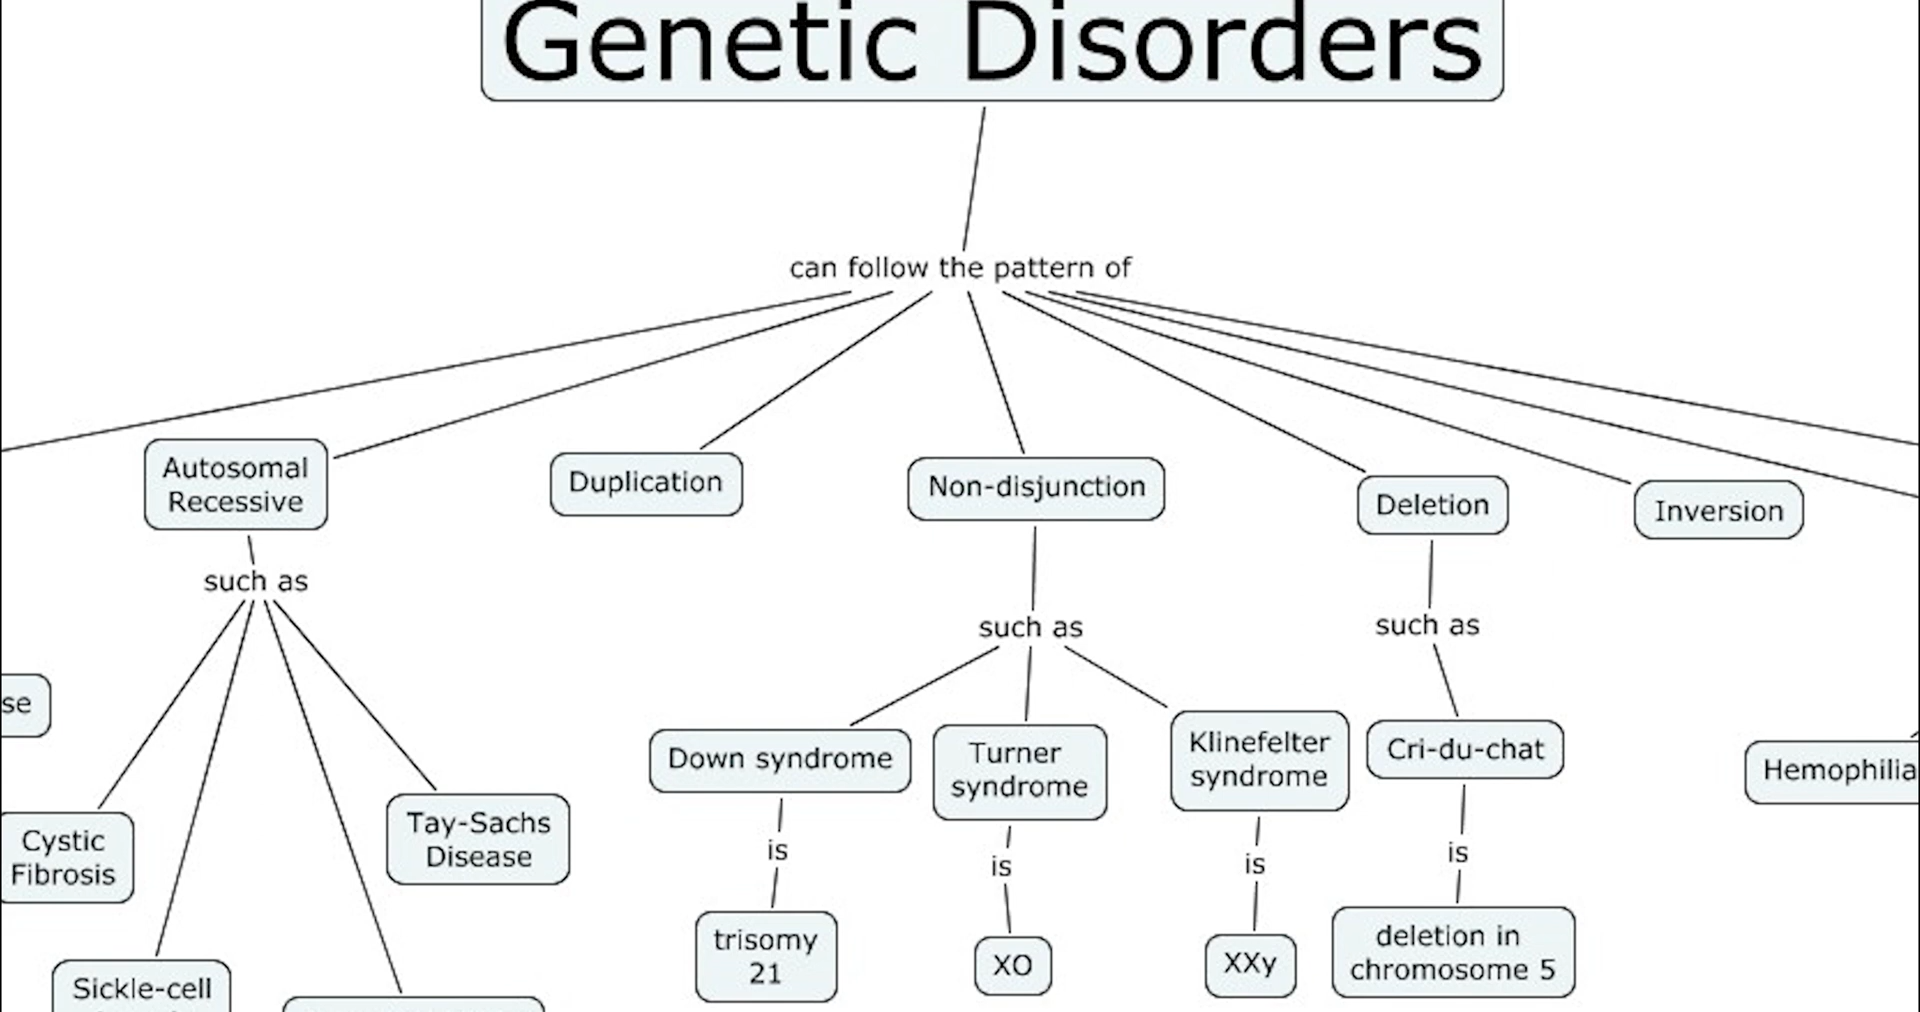 Genetic Disorders
can follow the pattern of
Autosomal
Recessive
Duplication
Non-disjunction
Deletion
Inversion
such as
such as
such as
se
Cystic
Fibrosis
Tay-Sachs
Disease
Sickle-cell
Down syndrome
Turner
syndrome
Klinefelter
syndrome
Cri-du-chat
Hemophilia
is
is
is
is
trisomy
21
XO
XXy
deletion in
chromosome 5